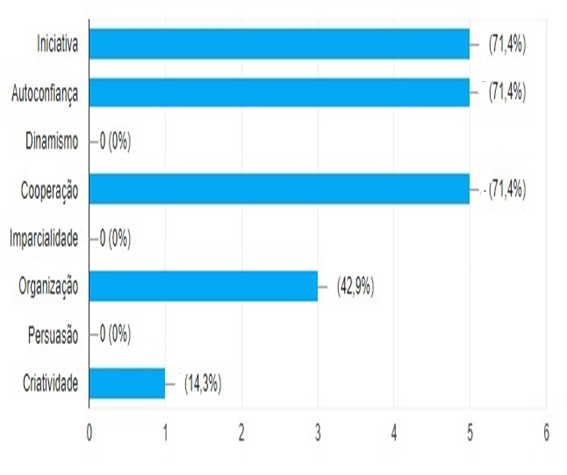 Iniciativa (71,4%)
Autoconfiança (71,4%)
Dinamismo 0 (0%)
Cooperação (71,4%)
Imparcialidade 0 (0%)
Organização (42,9%)
Persuasão 0 (0%)
Criatividade (14,3%)
0 1 2 3 4 5 6